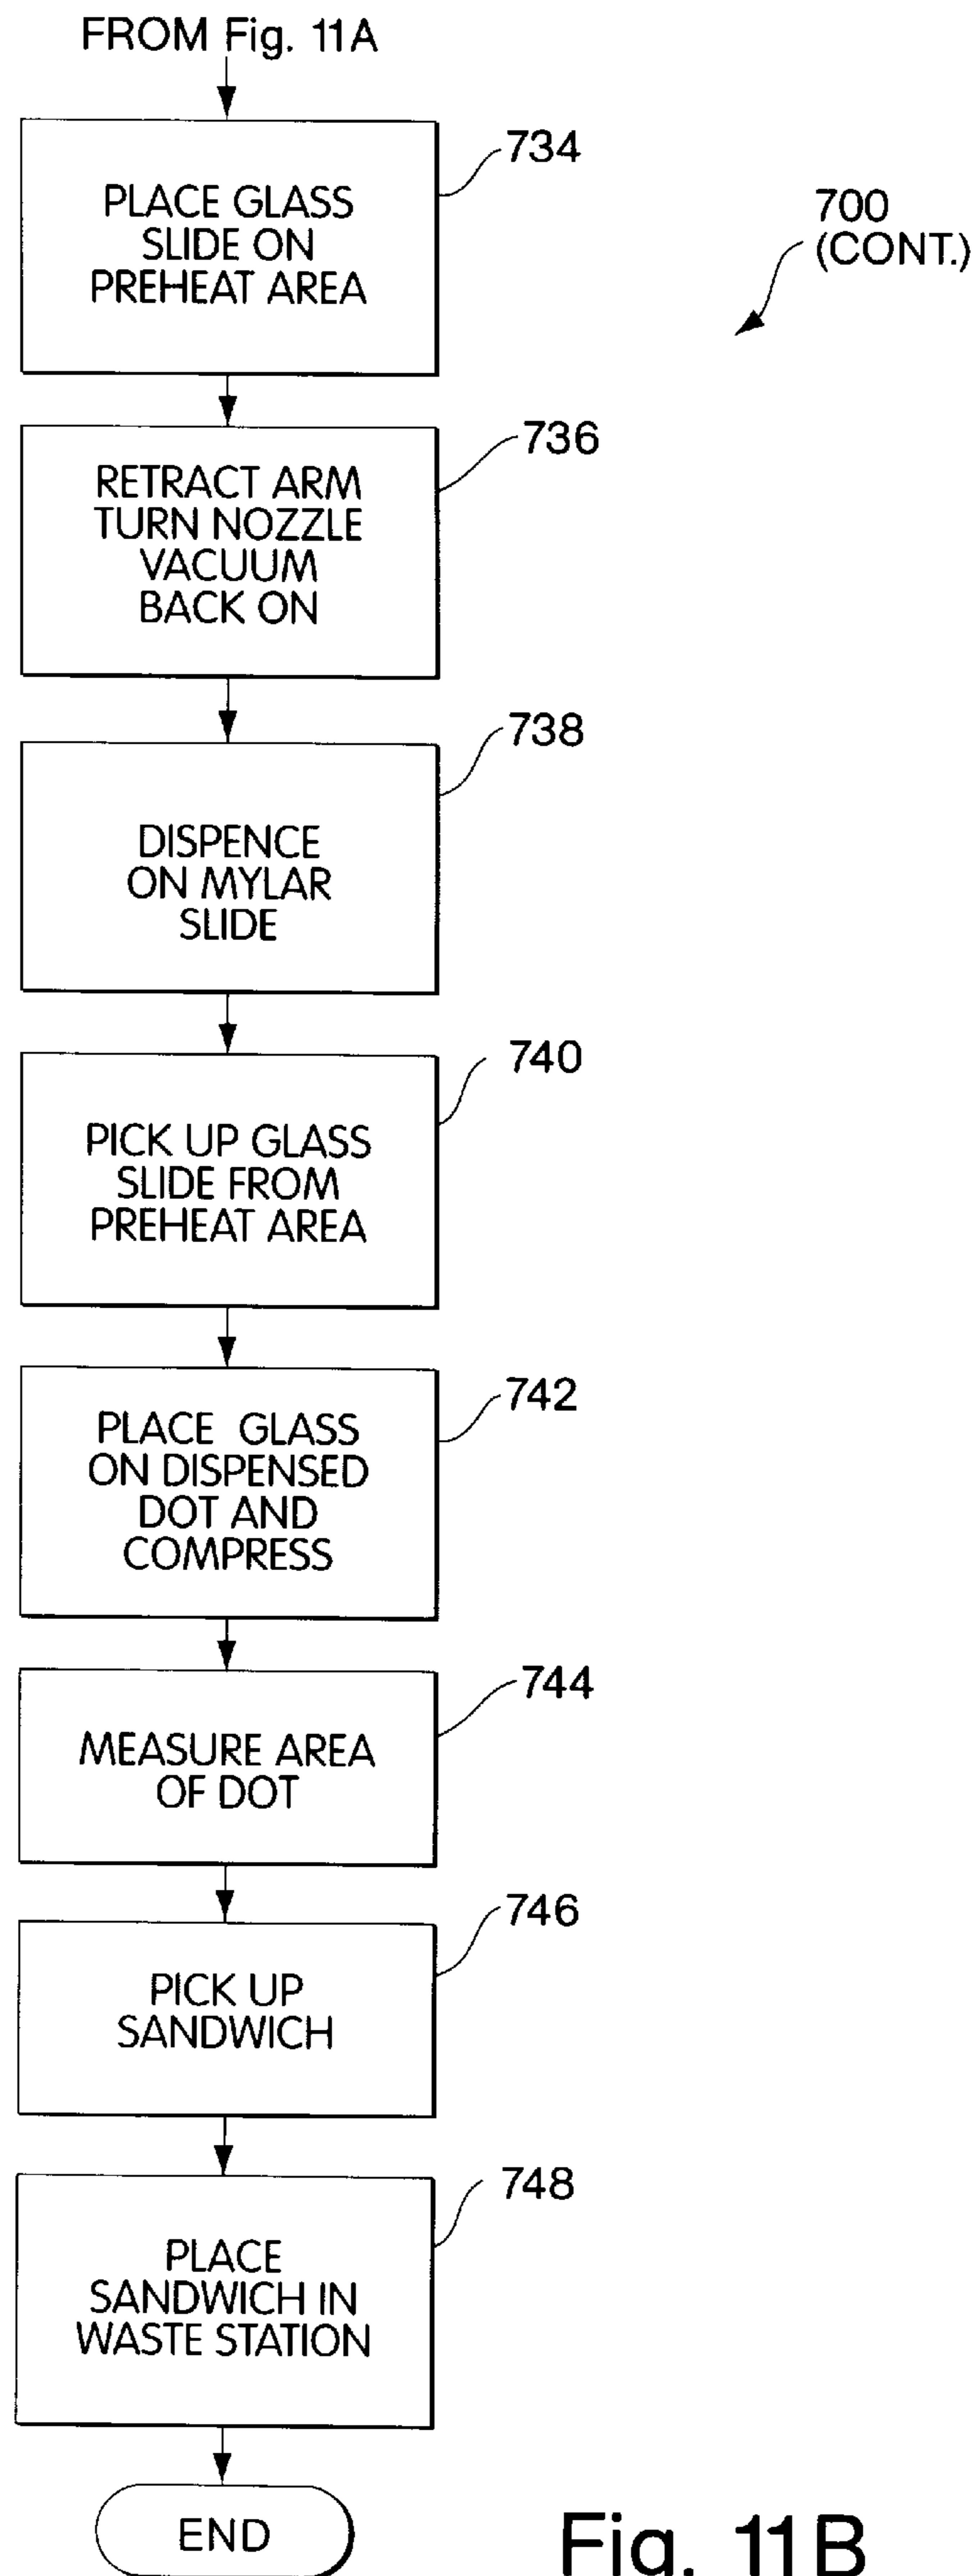 FROM Fig. 11A
734
PLACE GLASS
SLIDE ON
PREHEAT AREA
700
(CONT.)
736
RETRACT ARM
TURN NOZZLE
VACUUM
BACK ON
738
DISPENCE
ON MYLAR
SLIDE
740
PICK UP GLASS
SLIDE FROM
PREHEAT AREA
742
PLACE GLASS
ON DISPENSED
DOT AND
COMPRESS
744
MEASURE AREA
OF DOT
746
PICK UP
SANDWICH
748
PLACE
SANDWICH IN
WASTE STATION
END
Fig. 11B